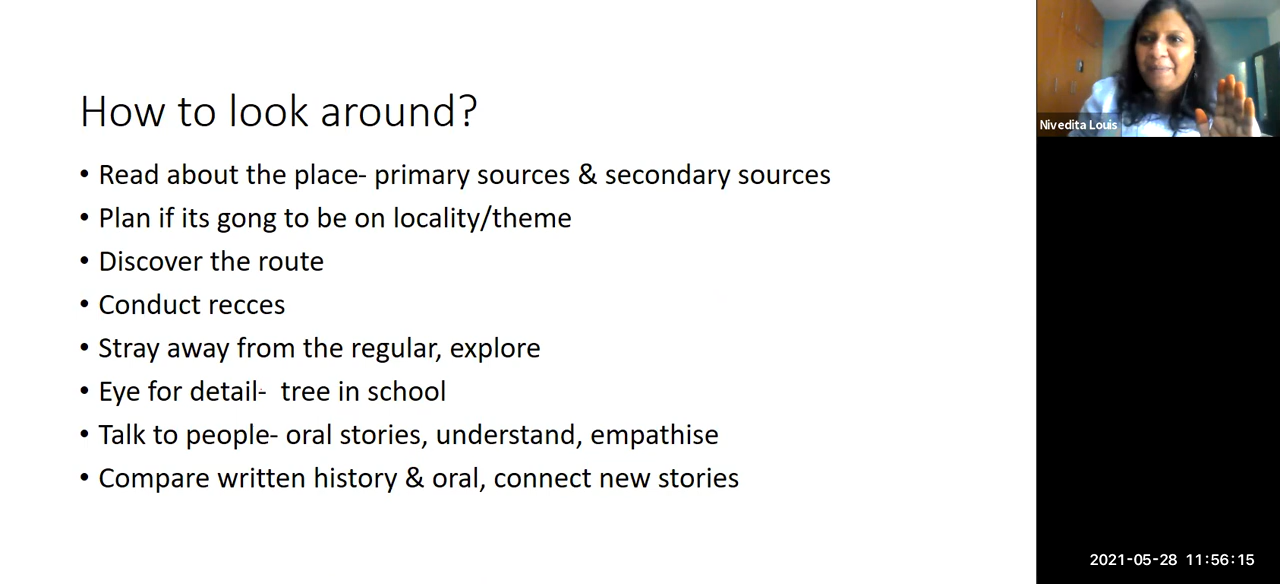 How to look around?
• Read about the place- primary sources & secondary sources
• Plan if its gong to be on locality/theme
• Discover the route
• Conduct recces
• Stray away from the regular, explore
• Eye for detail-  tree in school
• Talk to people- oral stories, understand, empathise
• Compare written history & oral, connect new stories
Nivedita Louis
2021-05-28 11:56:15